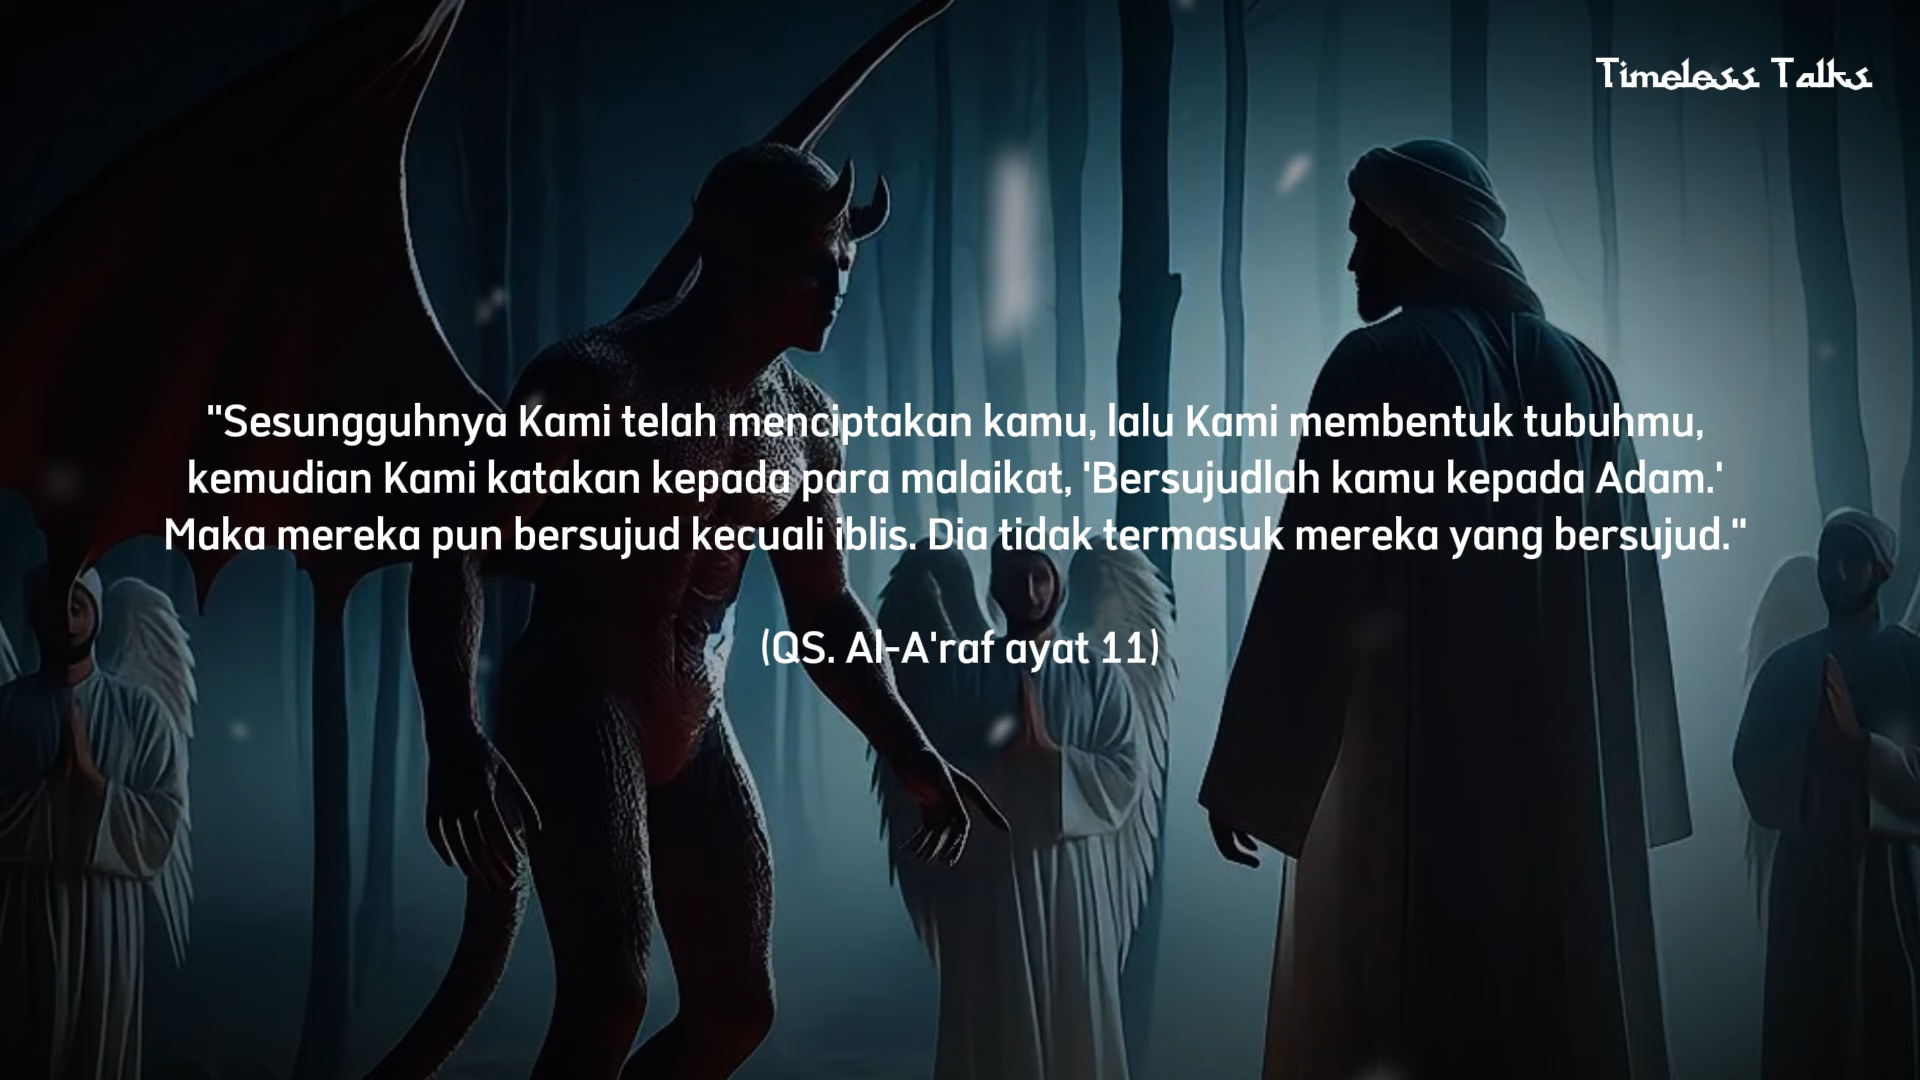 Timeless Talks
"Sesungguhnya Kami telah menciptakan kamu, lalu Kami membentuk tubuhmu,
kemudian Kami katakan kepada para malaikat, 'Bersujudlah kamu kepada Adam.'
Maka mereka pun bersujud kecuali iblis. Dia tidak termasuk mereka yang bersujud."
(QS. Al-A'raf ayat 11)